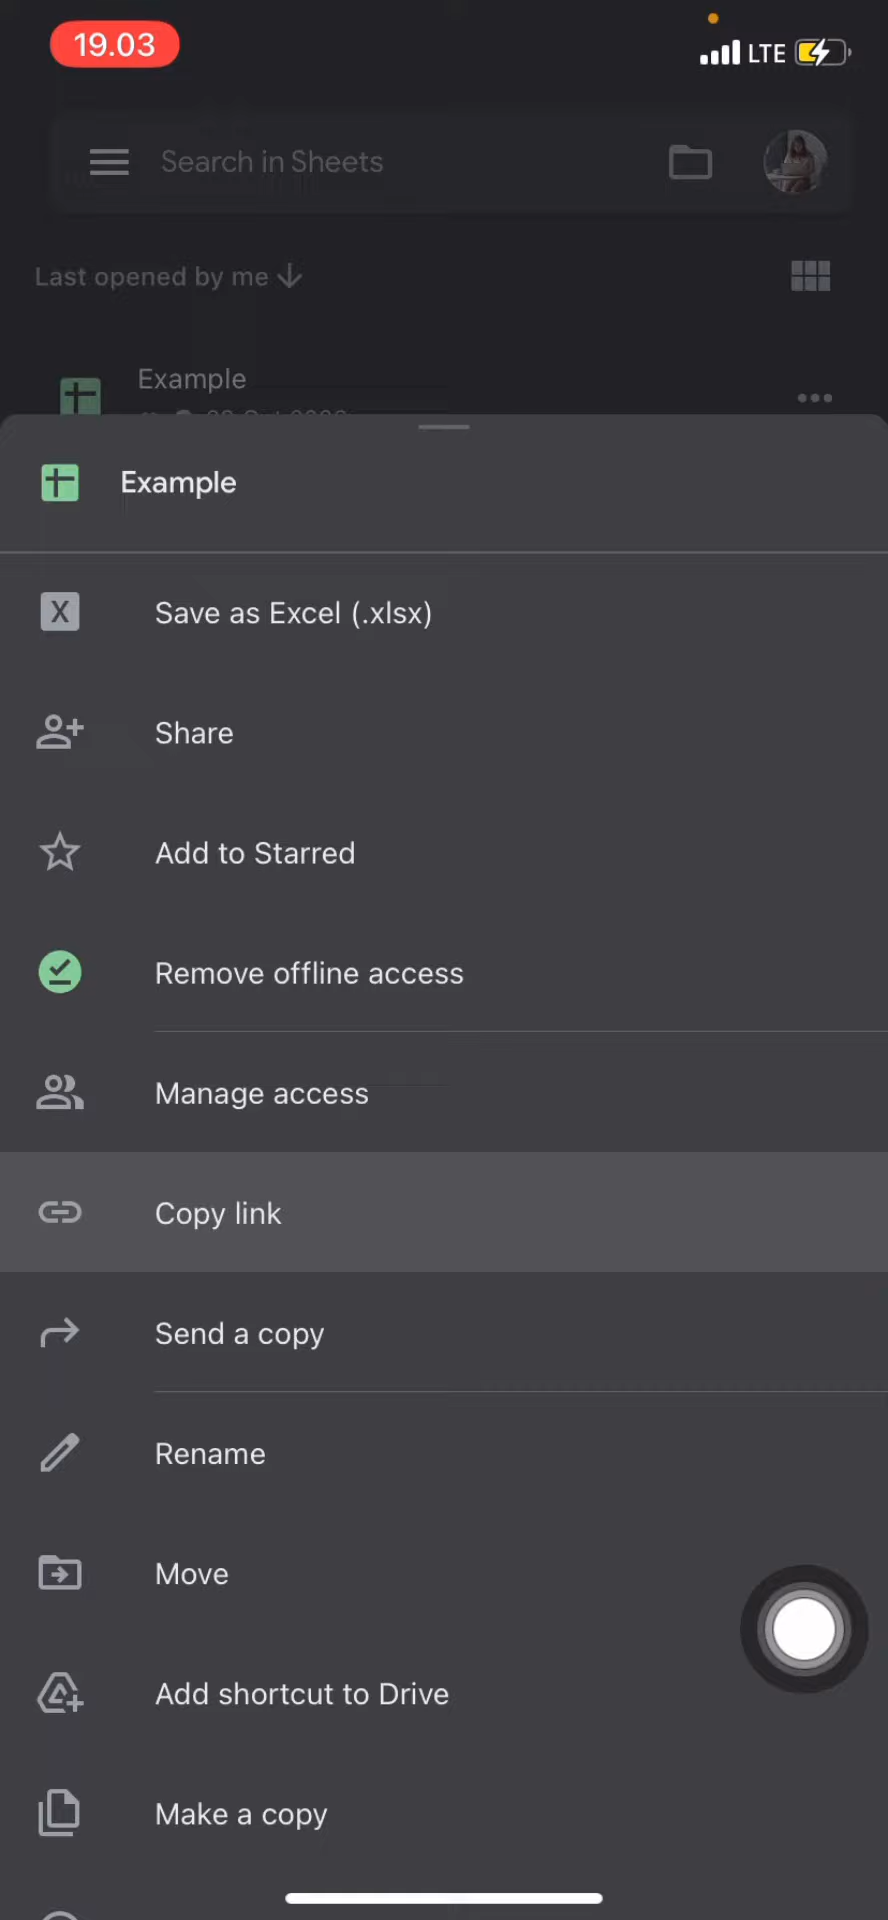 19.03
LTE
Search in Sheets
Last opened by me
Example
Example
X
Save as Excel (.xlsx)
Share
Add to Starred
Remove offline access
Manage access
Copy link
Send a copy
Rename
Move
Add shortcut to Drive
Make a copy